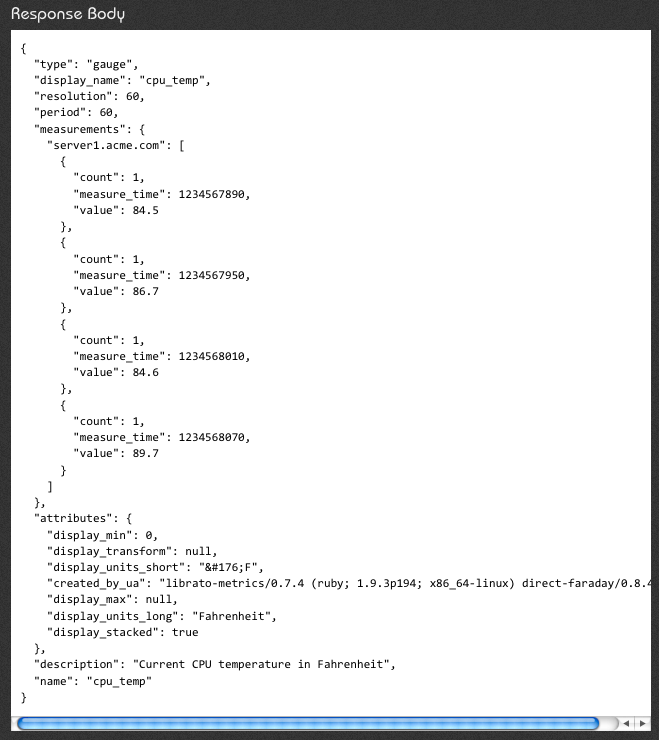 Response Body
{
  "type": "gauge",
  "display_name": "cpu_temp",
  "resolution": 60,
  "period": 60,
  "measurements": {
    "server1.acme.com": [
      {
        "count": 1,
        "measure_time": 1234567890,
        "value": 84.5
      },
      {
        "count": 1,
        "measure_time": 1234567950,
        "value": 86.7
      },
      {
        "count": 1,
        "measure_time": 1234568010,
        "value": 84.6
      },
      {
        "count": 1,
        "measure_time": 1234568070,
        "value": 89.7
      }
    ]
  },
  "attributes": {
    "display_min": 0,
    "display_transform": null,
    "display_units_short": "&#176;F",
    "created_by_ua": "librato-metrics/0.7.4 (ruby; 1.9.3p194; x86_64-linux) direct-faraday/0.8.4
    "display_max": null,
    "display_units_long": "Fahrenheit",
    "display_stacked": true
  },
  "description": "Current CPU temperature in Fahrenheit",
  "name": "cpu_temp"
}